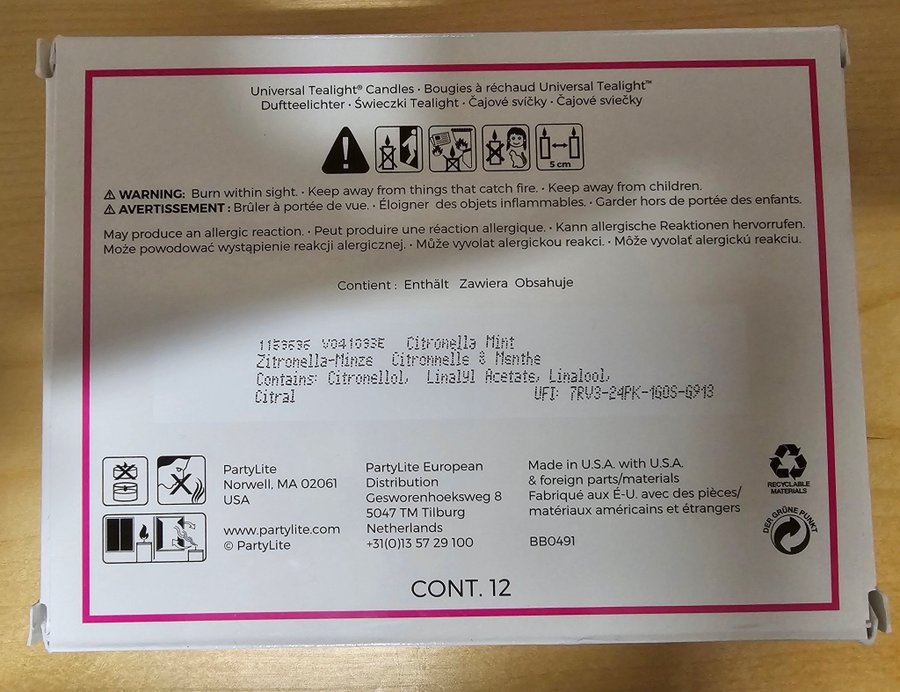 Universal Tealight® Candles · Bougies à réchaud Universal Tealight™
Duftteelichter · Świeczki Tealight · Čajové svíčky · Čajové sviečky
5 cm
⚠ WARNING: Burn within sight. · Keep away from things that catch fire. · Keep away from children.
⚠ AVERTISSEMENT : Brûler à portée de vue. · Éloigner des objets inflammables. · Garder hors de portée des enfants.
May produce an allergic reaction. · Peut produire une réaction allergique. · Kann allergische Reaktionen hervorrufen.
Może powodować wystąpienie reakcji alergicznej. · Může vyvolat alergickou reakci. · Môže vyvolať alergickú reakciu.
Contient : Enthält Zawiera Obsahuje
1153636 V041093E Citronella Mint
Zitronella-Minze Citronnelle & Menthe
Contains: Citronellol, Linalyl Acetate, Linalool,
Citral UFI: 7RV3-24PK-1G0S-G913
PartyLite
Norwell, MA 02061
USA
www.partylite.com
© PartyLite
PartyLite European
Distribution
Gesworenhoeksweg 8
5047 TM Tilburg
Netherlands
+31(0)13 57 29 100
Made in U.S.A. with U.S.A.
& foreign parts/materials
Fabriqué aux É-U. avec des pièces/
matériaux américains et étrangers
BB0491
RECYCLABLE
MATERIALS
DER GRÜNE PUNKT
CONT. 12